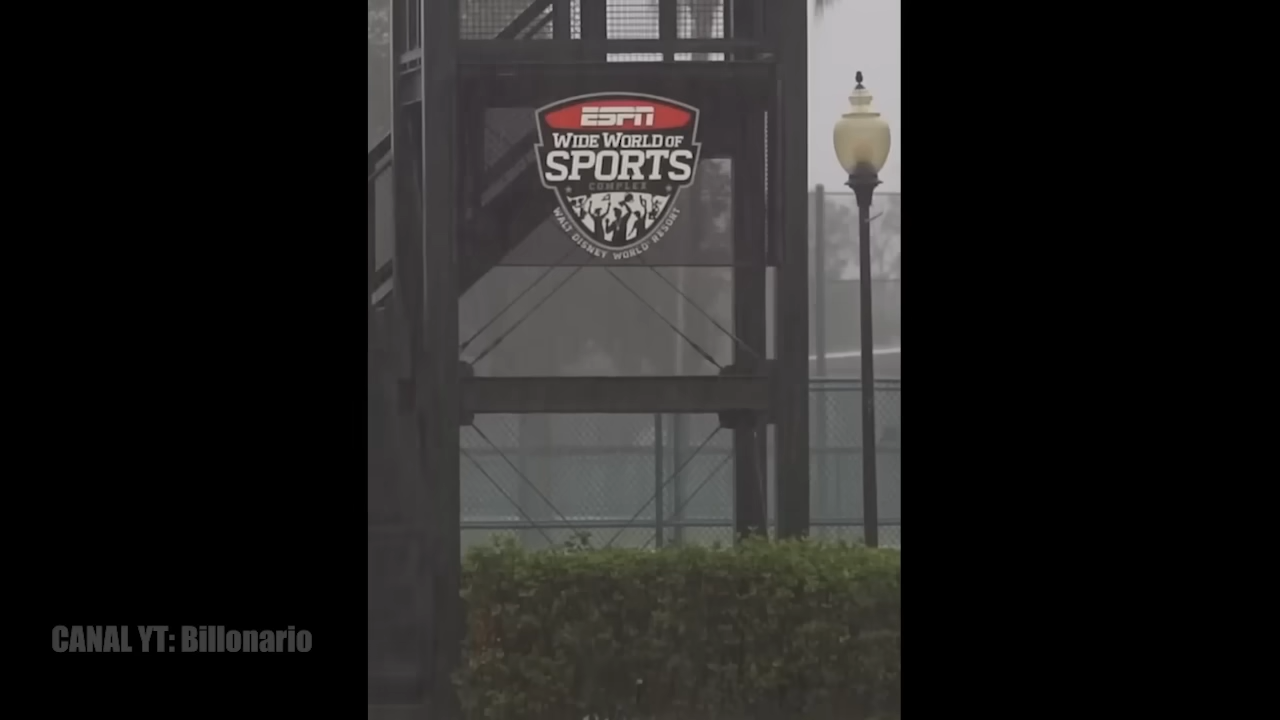 ESPN
WIDE WORLD OF
SPORTS
COMPLEX
WALT DISNEY WORLD RESORT
CANAL YT: Billonario